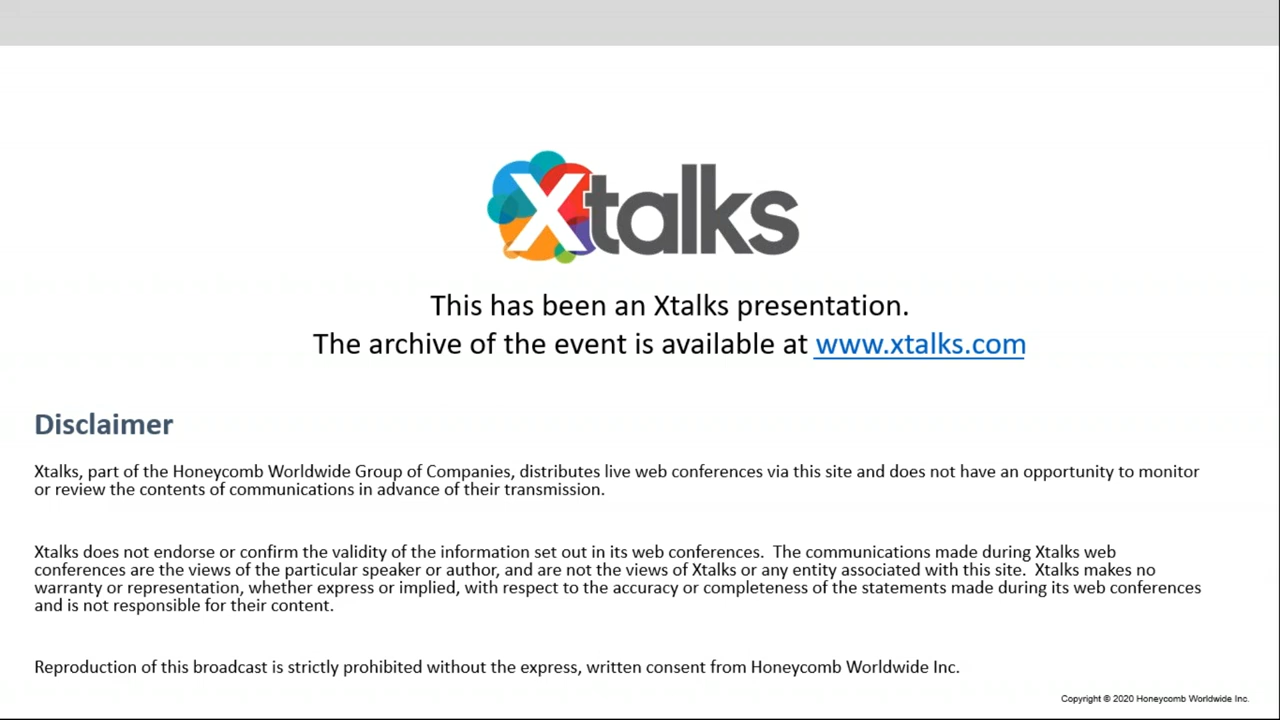 Xtalks
This has been an Xtalks presentation.
The archive of the event is available at www.xtalks.com
Disclaimer
Xtalks, part of the Honeycomb Worldwide Group of Companies, distributes live web conferences via this site and does not have an opportunity to monitor
or review the contents of communications in advance of their transmission.
Xtalks does not endorse or confirm the validity of the information set out in its web conferences.  The communications made during Xtalks web
conferences are the views of the particular speaker or author, and are not the views of Xtalks or any entity associated with this site.  Xtalks makes no
warranty or representation, whether express or implied, with respect to the accuracy or completeness of the statements made during its web conferences
and is not responsible for their content.
Reproduction of this broadcast is strictly prohibited without the express, written consent from Honeycomb Worldwide Inc.
Copyright © 2020 Honeycomb Worldwide Inc.